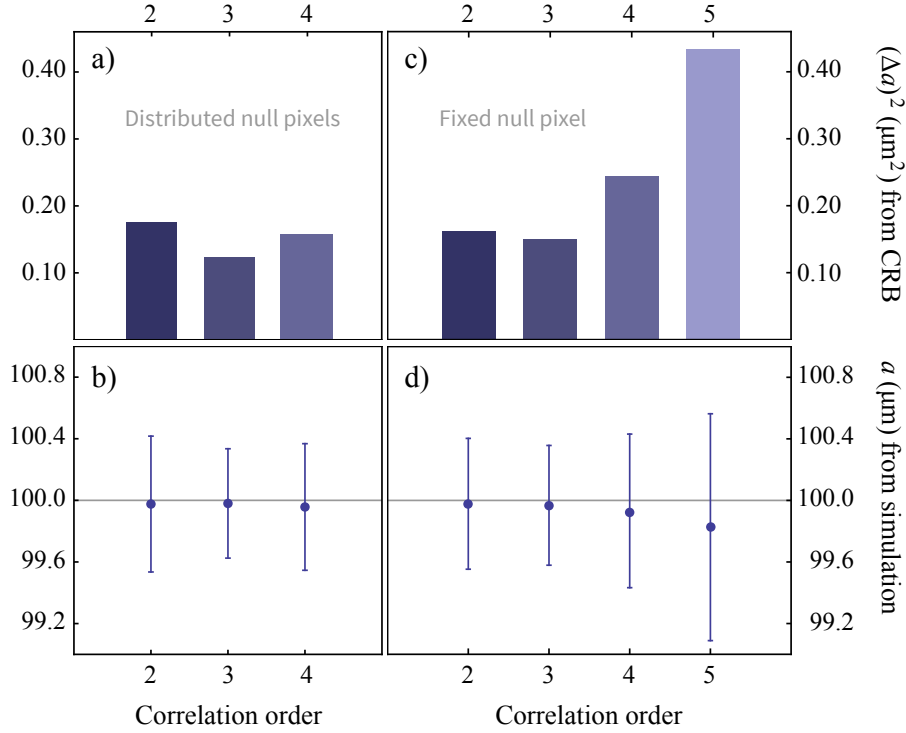 2 3 4 2 3 4 5
a) c)
Distributed null pixels Fixed null pixel
0.40 0.40
0.30 0.30
0.20 0.20
0.10 0.10
(Δa)² (μm²) from CRB
b) d)
100.8 100.8
100.4 100.4
100.0 100.0
99.6 99.6
99.2 99.2
a (μm) from simulation
2 3 4 2 3 4 5
Correlation order Correlation order